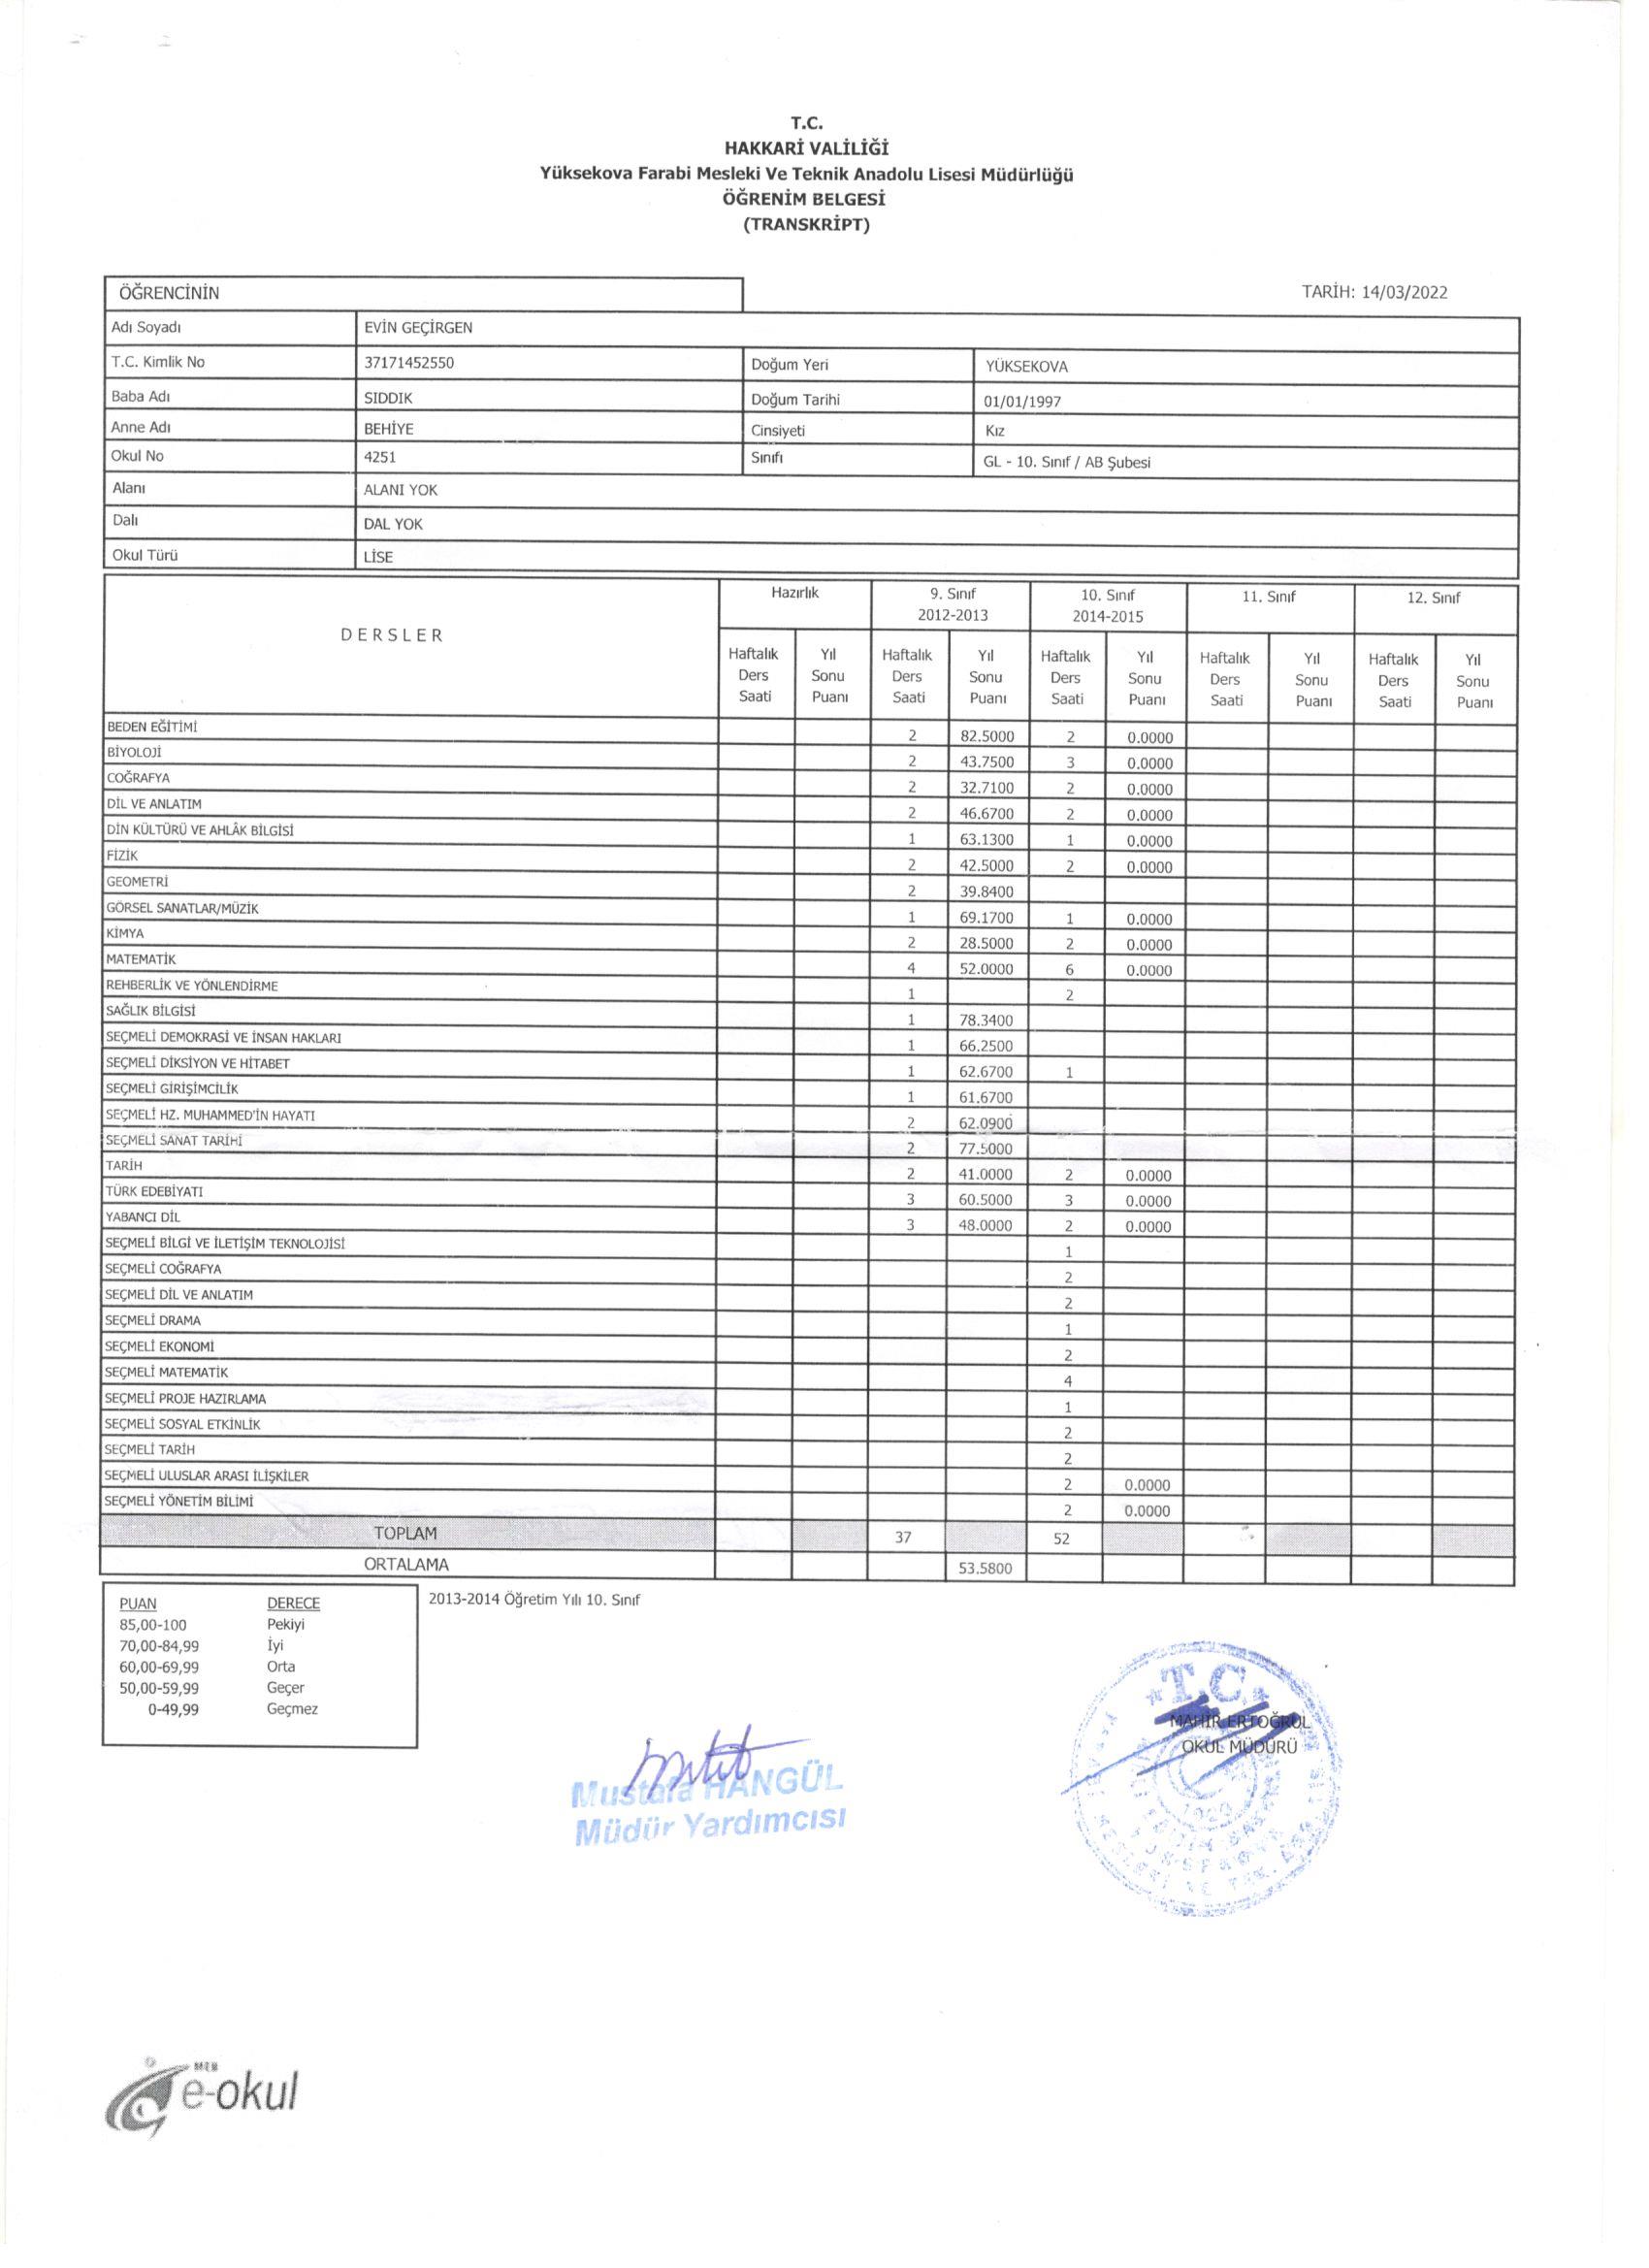 T.C.
HAKKARİ VALİLİĞİ
Yüksekova Farabi Mesleki Ve Teknik Anadolu Lisesi Müdürlüğü
ÖĞRENİM BELGESİ
(TRANSKRİPT)
ÖĞRENCİNİN TARİH: 14/03/2022
Adı Soyadı EVİN GEÇİRGEN
T.C. Kimlik No 37171452550 Doğum Yeri YÜKSEKOVA
Baba Adı SIDDIK Doğum Tarihi 01/01/1997
Anne Adı BEHİYE Cinsiyeti Kız
Okul No 4251 Sınıfı GL - 10. Sınıf / AB Şubesi
Alanı ALANI YOK
Dalı DAL YOK
Okul Türü LİSE
DERSLER Hazırlık 9. Sınıf 2012-2013 10. Sınıf 2014-2015 11. Sınıf 12. Sınıf
Haftalık Ders Saati Yıl Sonu Puanı Haftalık Ders Saati Yıl Sonu Puanı Haftalık Ders Saati Yıl Sonu Puanı Haftalık Ders Saati Yıl Sonu Puanı Haftalık Ders Saati Yıl Sonu Puanı
BEDEN EĞİTİMİ 2 82.5000 2 0.0000
BİYOLOJİ 2 43.7500 3 0.0000
COĞRAFYA 2 32.7100 2 0.0000
DİL VE ANLATIM 2 46.6700 2 0.0000
DİN KÜLTÜRÜ VE AHLÂK BİLGİSİ 1 63.1300 1 0.0000
FİZİK 2 42.5000 2 0.0000
GEOMETRİ 2 39.8400
GÖRSEL SANATLAR/MÜZİK 1 69.1700 1 0.0000
KİMYA 2 28.5000 2 0.0000
MATEMATİK 4 52.0000 6 0.0000
REHBERLİK VE YÖNLENDİRME 1 2
SAĞLIK BİLGİSİ 1 78.3400
SEÇMELİ DEMOKRASİ VE İNSAN HAKLARI 1 66.2500
SEÇMELİ DİKSİYON VE HİTABET 1 62.6700 1
SEÇMELİ GİRİŞİMCİLİK 1 61.6700
SEÇMELİ HZ. MUHAMMED'İN HAYATI 2 62.0900
SEÇMELİ SANAT TARİHİ 2 77.5000
TARİH 2 41.0000 2 0.0000
TÜRK EDEBİYATI 3 60.5000 3 0.0000
YABANCI DİL 3 48.0000 2 0.0000
SEÇMELİ BİLGİ VE İLETİŞİM TEKNOLOJİSİ 1
SEÇMELİ COĞRAFYA 2
SEÇMELİ DİL VE ANLATIM 2
SEÇMELİ DRAMA 1
SEÇMELİ EKONOMİ 2
SEÇMELİ MATEMATİK 4
SEÇMELİ PROJE HAZIRLAMA 1
SEÇMELİ SOSYAL ETKİNLİK 2
SEÇMELİ TARİH 2
SEÇMELİ ULUSLAR ARASI İLİŞKİLER 2 0.0000
SEÇMELİ YÖNETİM BİLİMİ 2 0.0000
TOPLAM 37 52
ORTALAMA 53.5800
PUAN DERECE 2013-2014 Öğretim Yılı 10. Sınıf
85,00-100 Pekiyi
70,00-84,99 İyi
60,00-69,99 Orta
50,00-59,99 Geçer
0-49,99 Geçmez
T.C.
MAHİR ERTOĞRUL
OKUL MÜDÜRÜ
Mustafa HANGÜL
Müdür Yardımcısı
MEB
e-okul